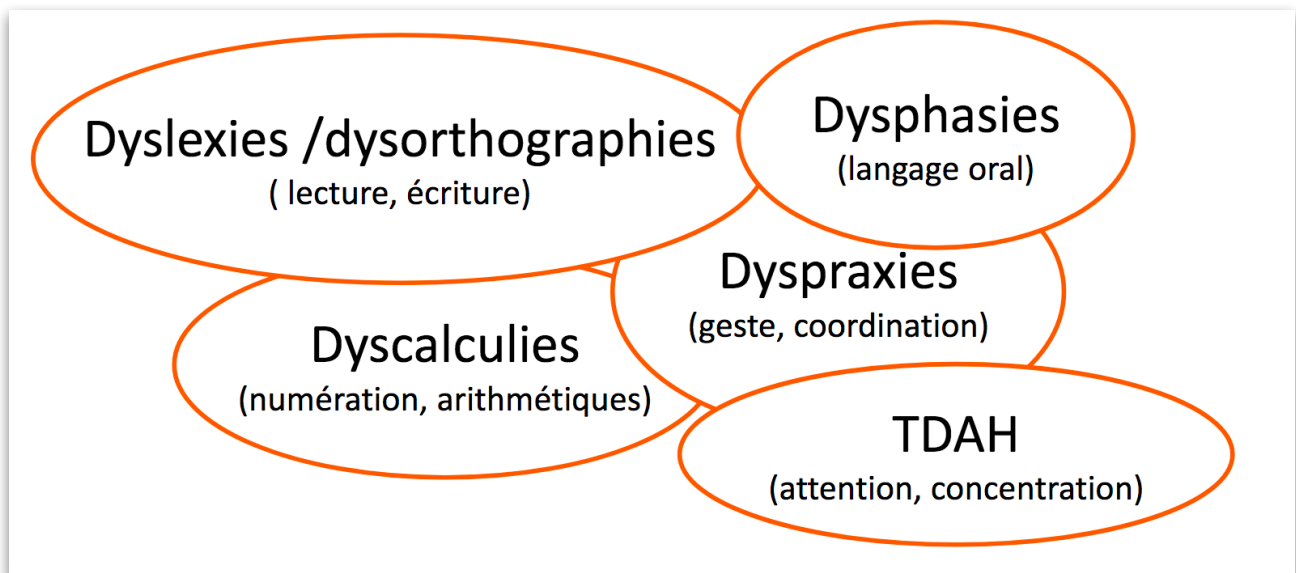 Dyslexies /dysorthographies
( lecture, écriture)
Dysphasies
(langage oral)
Dyspraxies
(geste, coordination)
Dyscalculies
(numération, arithmétiques)
TDAH
(attention, concentration)